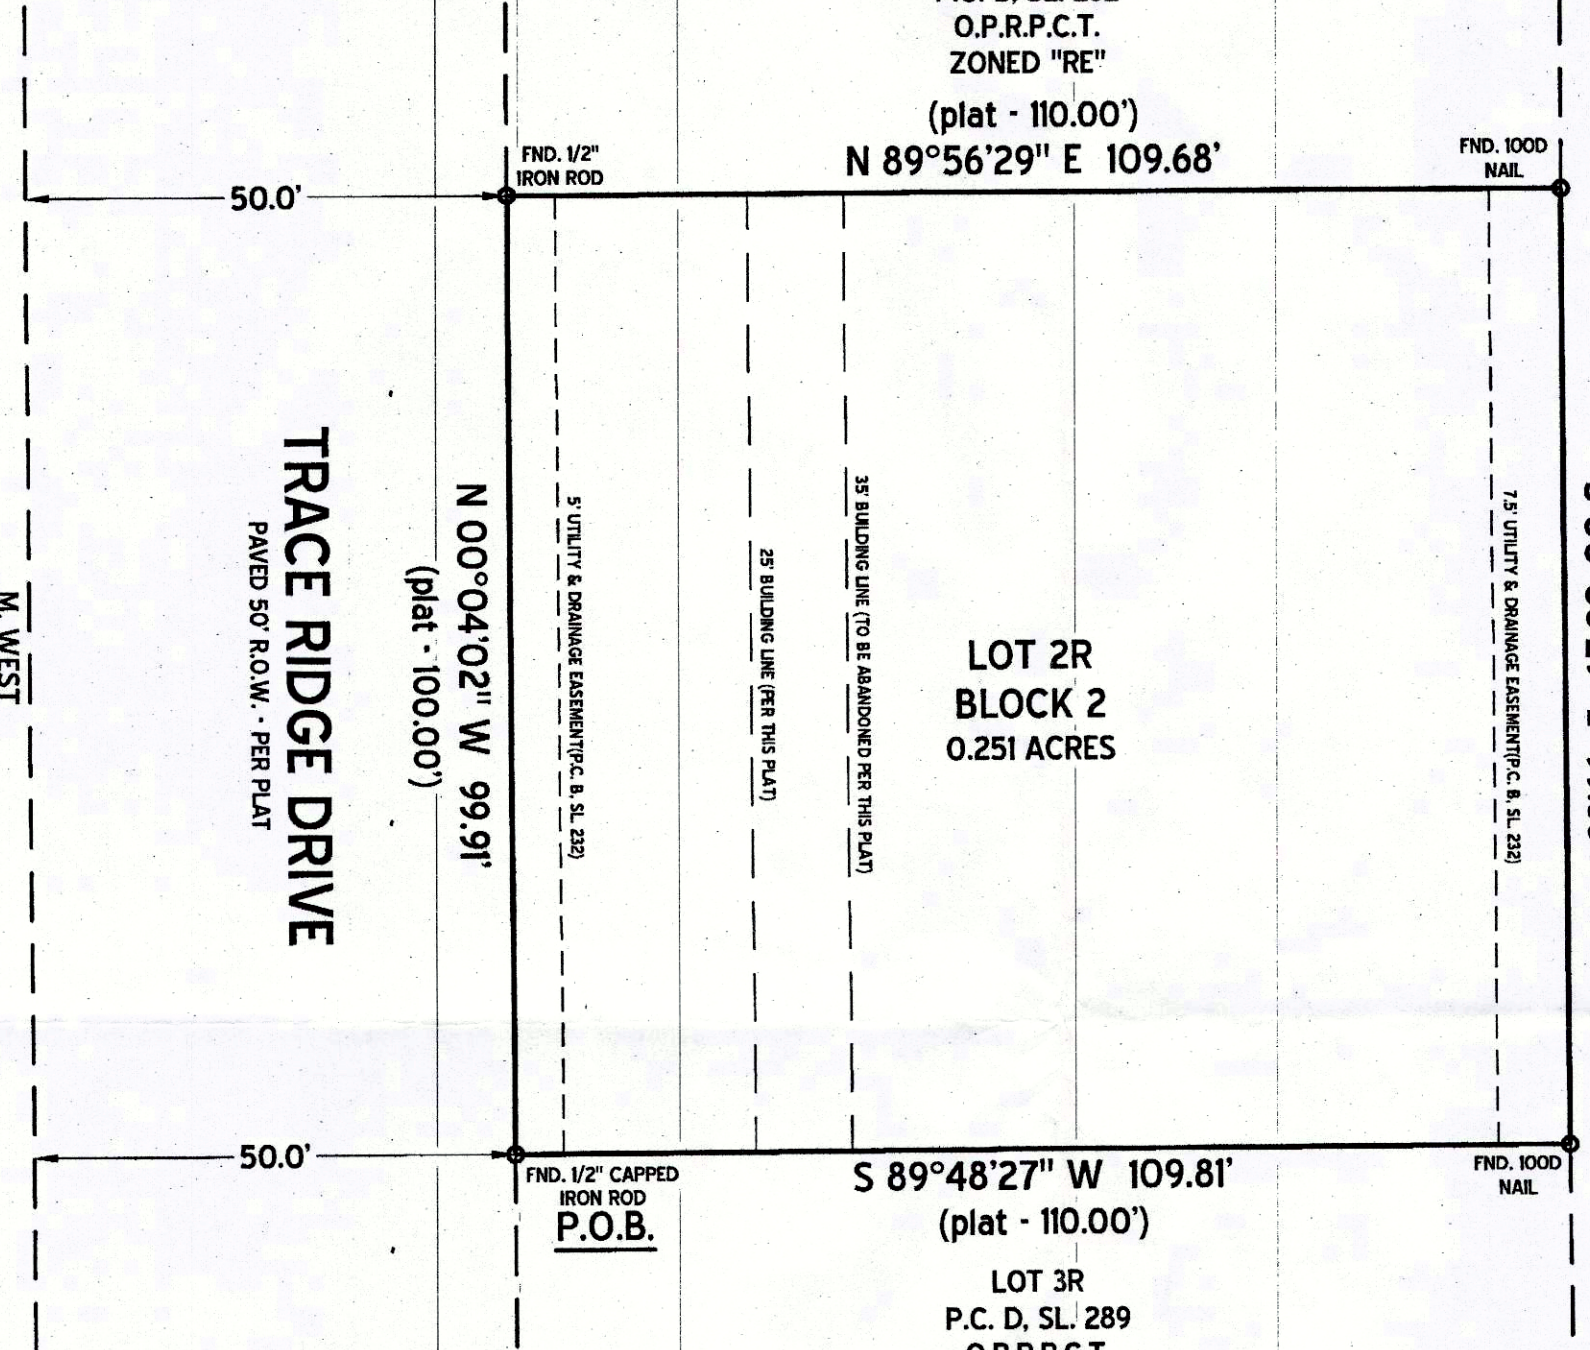 O.P.R.P.C.T.
ZONED "RE"
(plat - 110.00')
N 89°56'29" E 109.68'
FND. 1/2"
IRON ROD
FND. 100D
NAIL
50.0'
TRACE RIDGE DRIVE
PAVED 50' R.O.W. - PER PLAT
N 00°04'02" W 99.91'
(plat - 100.00')
5' UTILITY & DRAINAGE EASEMENT(P.C. B, SL. 232)
25' BUILDING LINE (PER THIS PLAT)
35' BUILDING LINE (TO BE ABANDONED PER THIS PLAT)
LOT 2R
BLOCK 2
0.251 ACRES
7.5' UTILITY & DRAINAGE EASEMENT(P.C. B, SL. 232)
M. WEST
50.0'
FND. 1/2" CAPPED
IRON ROD
P.O.B.
S 89°48'27" W 109.81'
(plat - 110.00')
FND. 100D
NAIL
LOT 3R
P.C. D, SL. 289